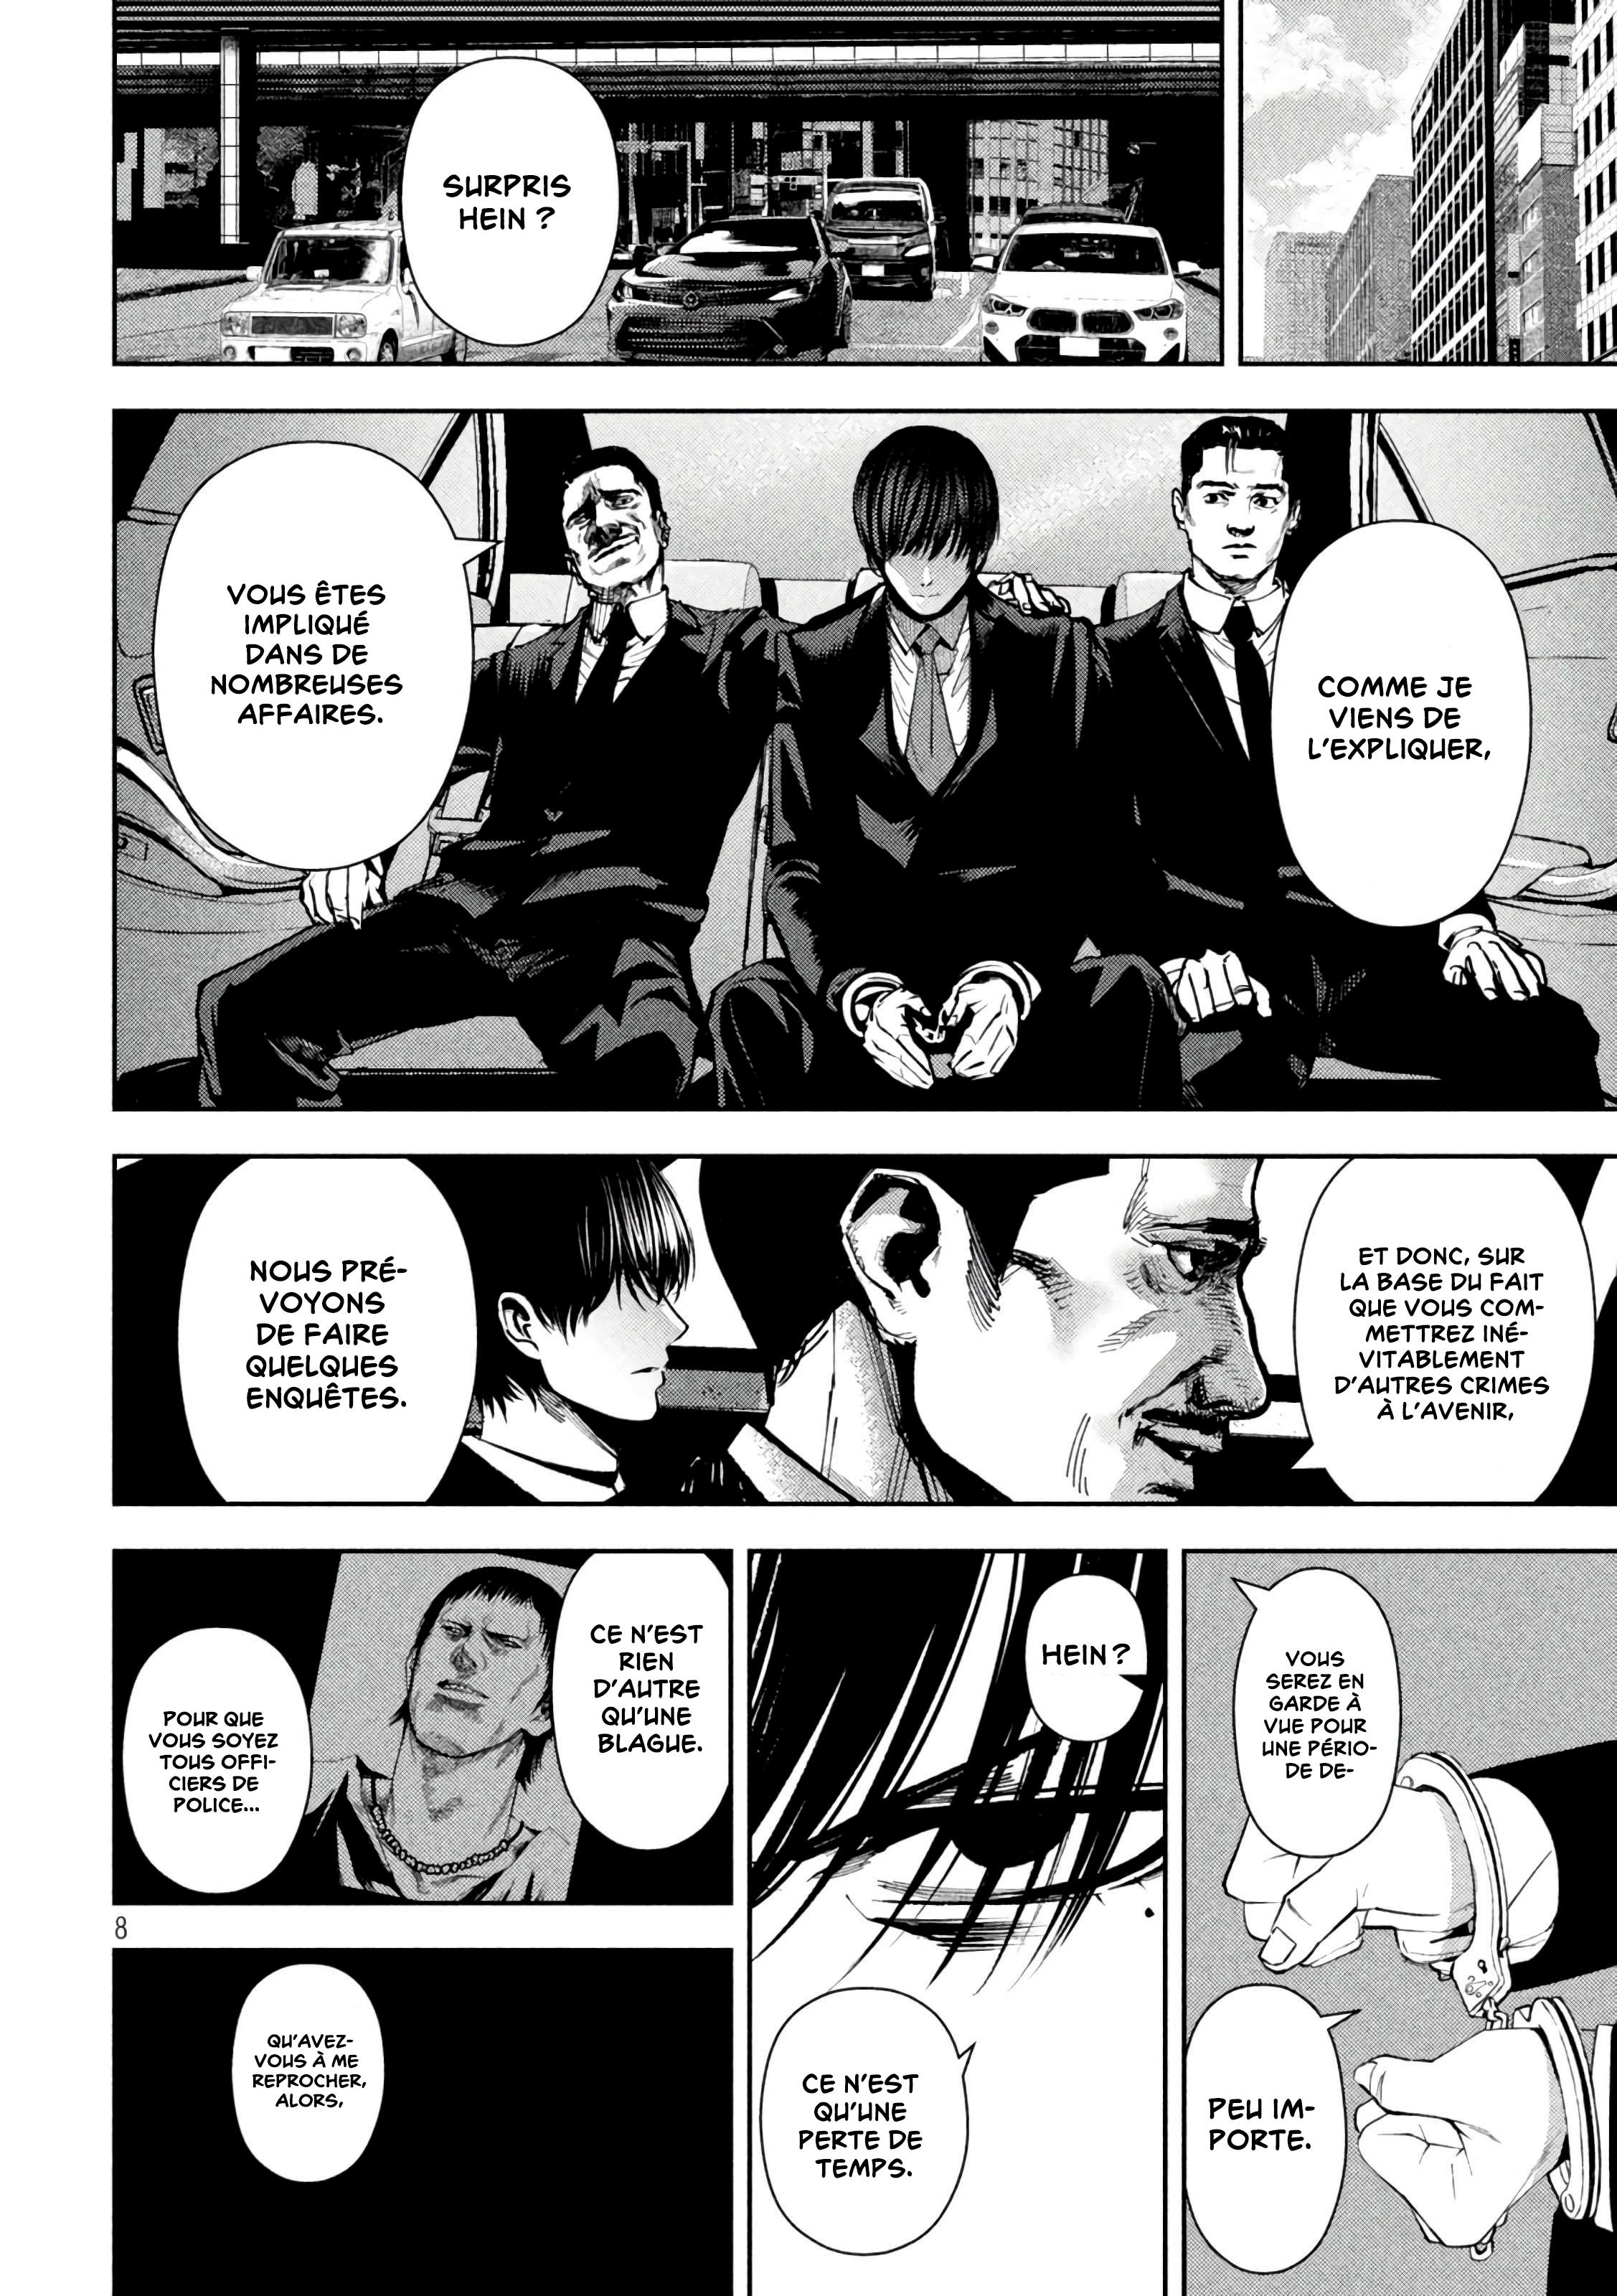 SURPRIS
HEIN ?
COMME JE
VIENS DE
L'EXPLIQUER,
VOUS ÊTES
IMPLIQUÉ
DANS DE
NOMBREUSES
AFFAIRES.
ET DONC, SUR
LA BASE DU FAIT
QUE VOUS COM-
METTREZ INÉ-
VITABLEMENT
D'AUTRES CRIMES
À L'AVENIR,
NOUS PRÉ-
VOYONS
DE FAIRE
QUELQUES
ENQUÊTES.
VOUS
SEREZ EN
GARDE À
VUE POUR
UNE PÉRIO-
DE DE-
PEU IM-
PORTE.
HEIN ?
CE N'EST
QU'UNE
PERTE DE
TEMPS.
CE N'EST
RIEN
D'AUTRE
QU'UNE
BLAGUE.
POUR QUE
VOUS SOYEZ
TOUS OFFI-
CIERS DE
POLICE...
8
QU'AVEZ-
VOUS À ME
REPROCHER,
ALORS,